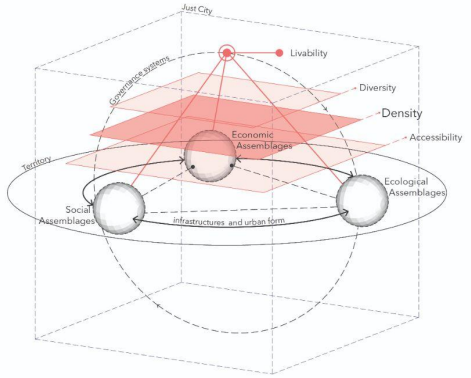 Just City
Livability
Governance systems
Diversity
Density
Accessibility
Economic
Assemblages
Territory
Ecological
Assemblages
Social
Assemblages
infrastructures and urban form